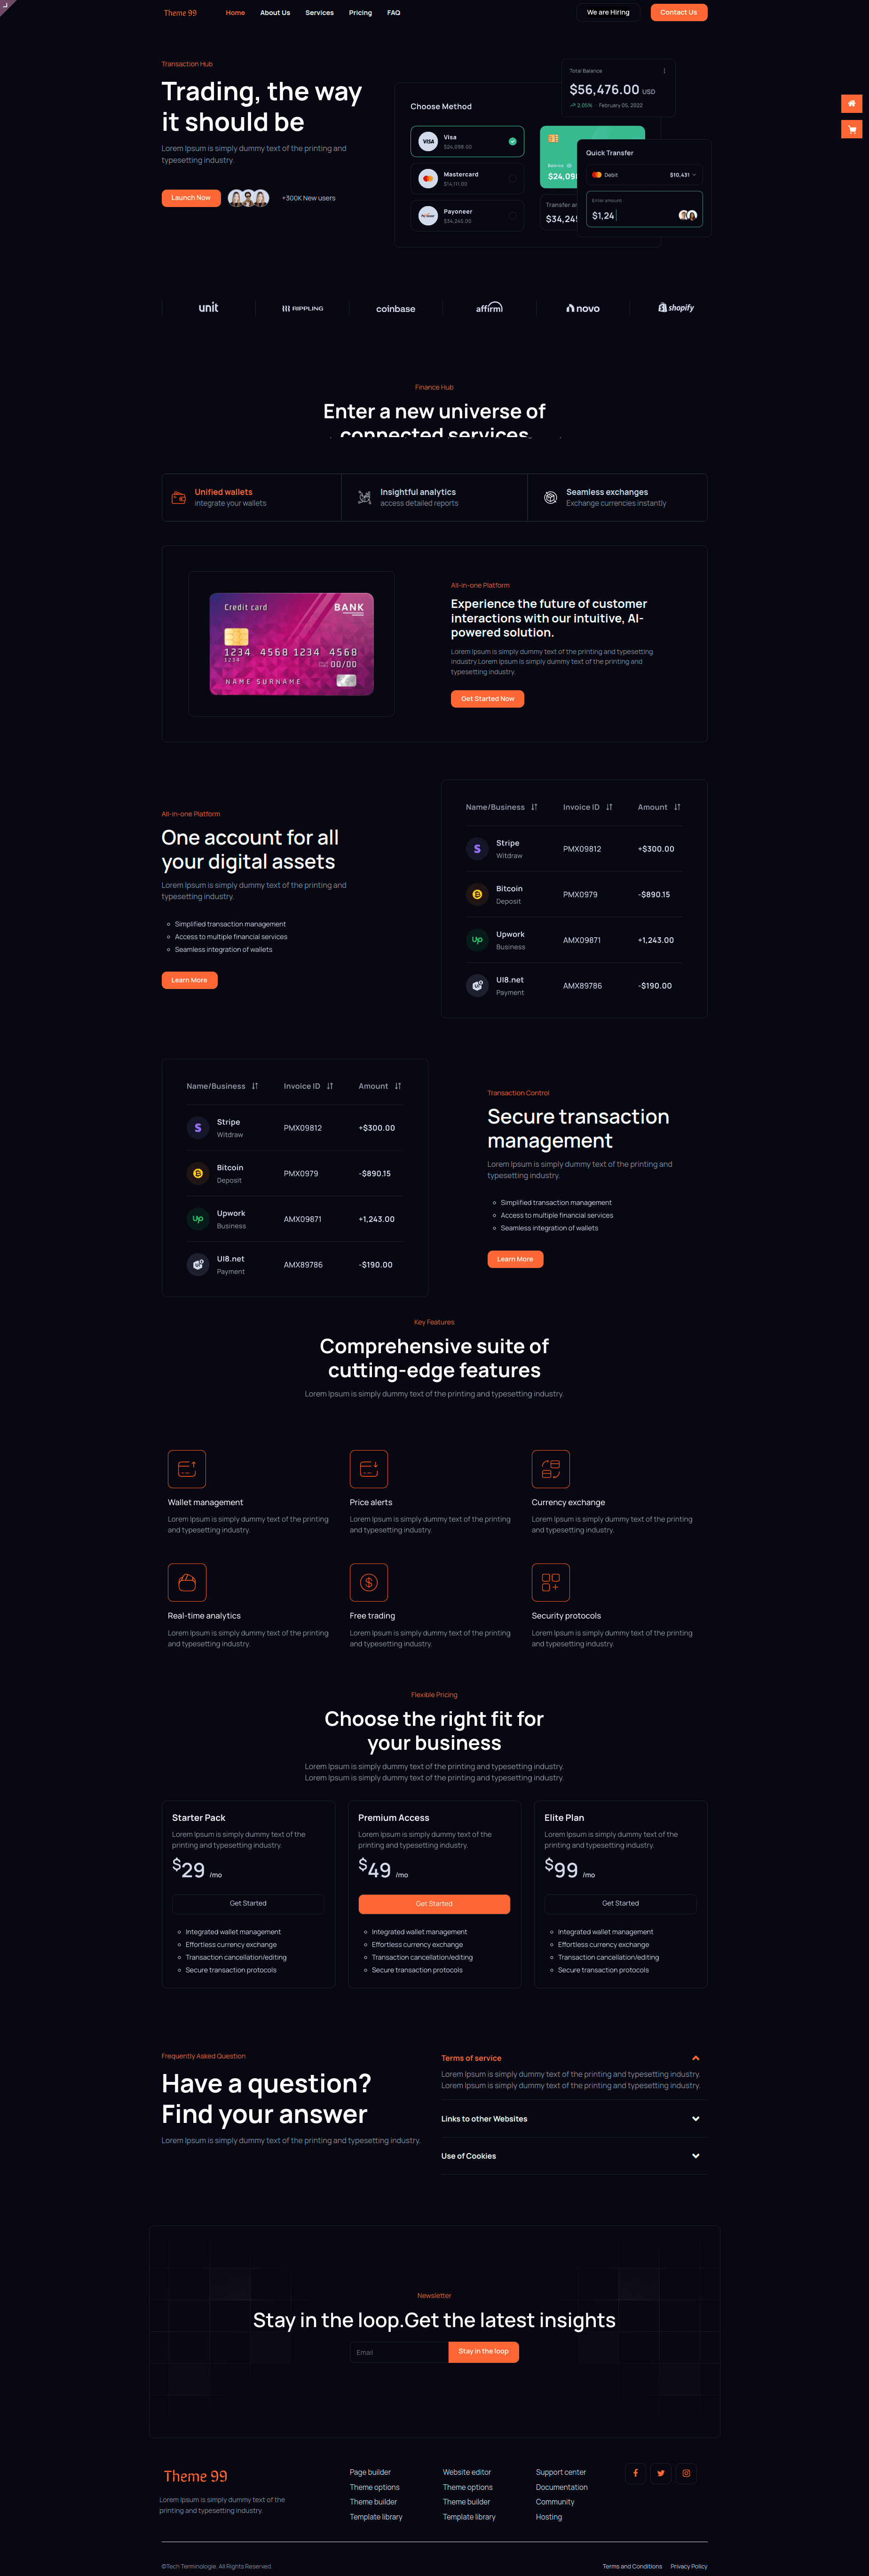 Theme 99
Home
About Us
Services
Pricing
FAQ
We are Hiring
Contact Us
Transaction Hub
Trading, the way
it should be
Lorem Ipsum is simply dummy text of the printing and
typesetting industry.
Launch Now
+300K New users
Choose Method
Visa
$24,098.00
Mastercard
$14,111.00
Payoneer
$34,245.00
Total Balance
$56,476.00 USD
2.05%
February 05, 2022
Balance
$24,098
Transfer
$34,245
Quick Transfer
Debit
$10,431
Enter amount
$1,24
unit
RIPPLING
coinbase
affirm
novo
shopify
Finance Hub
Enter a new universe of
connected services
Unified wallets
integrate your wallets
Insightful analytics
access detailed reports
Seamless exchanges
Exchange currencies instantly
Credit card
BANK
1234 4568 1234 4568
1234
00/00
NAME SURNAME
All-in-one Platform
Experience the future of customer
interactions with our intuitive, AI-
powered solution.
Lorem Ipsum is simply dummy text of the printing and typesetting
industry.Lorem Ipsum is simply dummy text of the printing and
typesetting industry.
Get Started Now
All-in-one Platform
One account for all
your digital assets
Lorem Ipsum is simply dummy text of the printing and
typesetting industry.
Simplified transaction management
Access to multiple financial services
Seamless integration of wallets
Learn More
Name/Business
Invoice ID
Amount
Stripe
Witdraw
PMX09812
+$300.00
Bitcoin
Deposit
PMX0979
-$890.15
Upwork
Business
AMX09871
+1,243.00
UI8.net
Payment
AMX89786
-$190.00
Name/Business
Invoice ID
Amount
Stripe
Witdraw
PMX09812
+$300.00
Bitcoin
Deposit
PMX0979
-$890.15
Upwork
Business
AMX09871
+1,243.00
UI8.net
Payment
AMX89786
-$190.00
Transaction Control
Secure transaction
management
Lorem Ipsum is simply dummy text of the printing and
typesetting industry.
Simplified transaction management
Access to multiple financial services
Seamless integration of wallets
Learn More
Key Features
Comprehensive suite of
cutting-edge features
Lorem Ipsum is simply dummy text of the printing and typesetting industry.
Wallet management
Lorem Ipsum is simply dummy text of the printing
and typesetting industry.
Price alerts
Lorem Ipsum is simply dummy text of the printing
and typesetting industry.
Currency exchange
Lorem Ipsum is simply dummy text of the printing
and typesetting industry.
Real-time analytics
Lorem Ipsum is simply dummy text of the printing
and typesetting industry.
Free trading
Lorem Ipsum is simply dummy text of the printing
and typesetting industry.
Security protocols
Lorem Ipsum is simply dummy text of the printing
and typesetting industry.
Flexible Pricing
Choose the right fit for
your business
Lorem Ipsum is simply dummy text of the printing and typesetting industry.
Lorem Ipsum is simply dummy text of the printing and typesetting industry.
Starter Pack
Lorem Ipsum is simply dummy text of the
printing and typesetting industry.
$29 /mo
Get Started
Integrated wallet management
Effortless currency exchange
Transaction cancellation/editing
Secure transaction protocols
Premium Access
Lorem Ipsum is simply dummy text of the
printing and typesetting industry.
$49 /mo
Get Started
Integrated wallet management
Effortless currency exchange
Transaction cancellation/editing
Secure transaction protocols
Elite Plan
Lorem Ipsum is simply dummy text of the
printing and typesetting industry.
$99 /mo
Get Started
Integrated wallet management
Effortless currency exchange
Transaction cancellation/editing
Secure transaction protocols
Frequently Asked Question
Have a question?
Find your answer
Lorem Ipsum is simply dummy text of the printing and typesetting industry.
Terms of service
Lorem Ipsum is simply dummy text of the printing and typesetting industry.
Lorem Ipsum is simply dummy text of the printing and typesetting industry.
Links to other Websites
Use of Cookies
Newsletter
Stay in the loop.Get the latest insights
Email
Stay in the loop
Theme 99
Lorem Ipsum is simply dummy text of the
printing and typesetting industry.
Page builder
Theme options
Theme builder
Template library
Website editor
Theme options
Theme builder
Template library
Support center
Documentation
Community
Hosting
©Tech Terminologie. All Rights Reserved.
Terms and Conditions
Privacy Policy